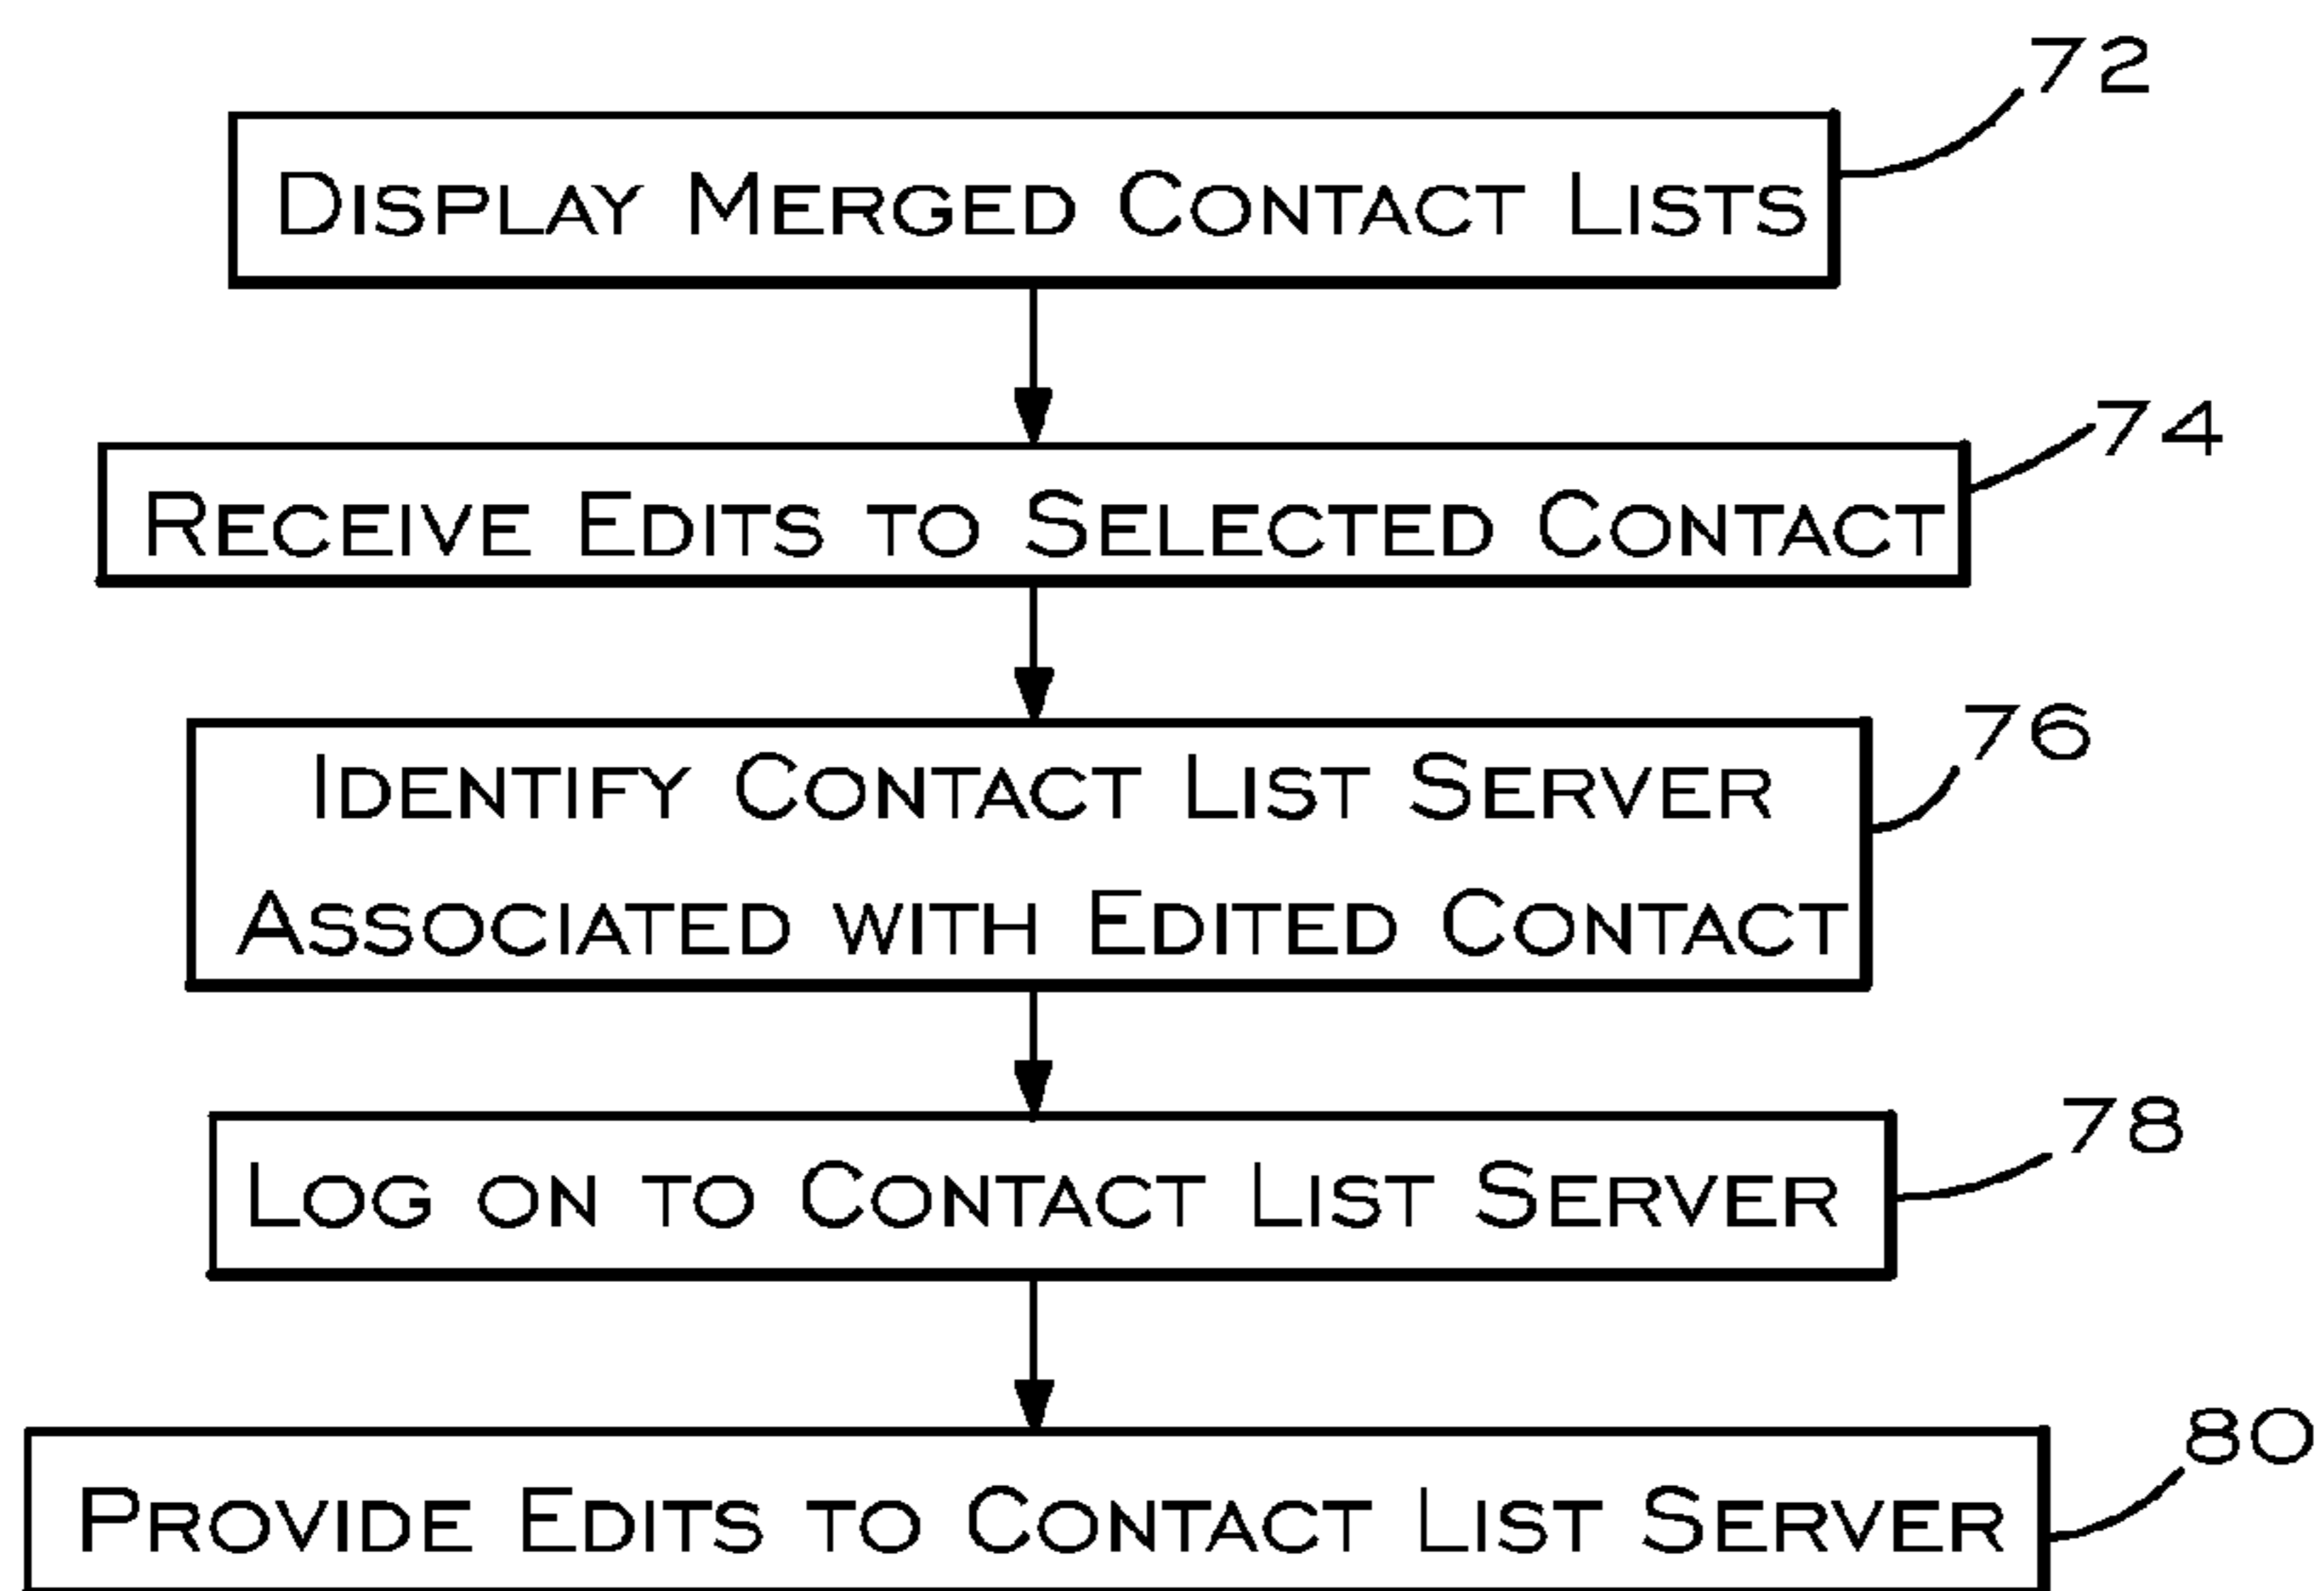 72
Display Merged Contact Lists
74
Receive Edits to Selected Contact
76
Identify Contact List Server
Associated with Edited Contact
78
Log on to Contact List Server
80
Provide Edits to Contact List Server